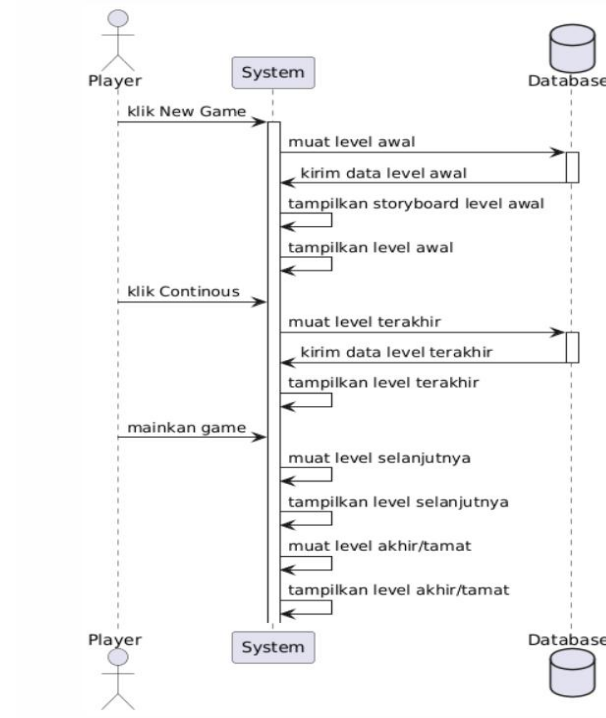 Player
System
Database
klik New Game
muat level awal
kirim data level awal
tampilkan storyboard level awal
tampilkan level awal
klik Continous
muat level terakhir
kirim data level terakhir
tampilkan level terakhir
mainkan game
muat level selanjutnya
tampilkan level selanjutnya
muat level akhir/tamat
tampilkan level akhir/tamat
Player
System
Database